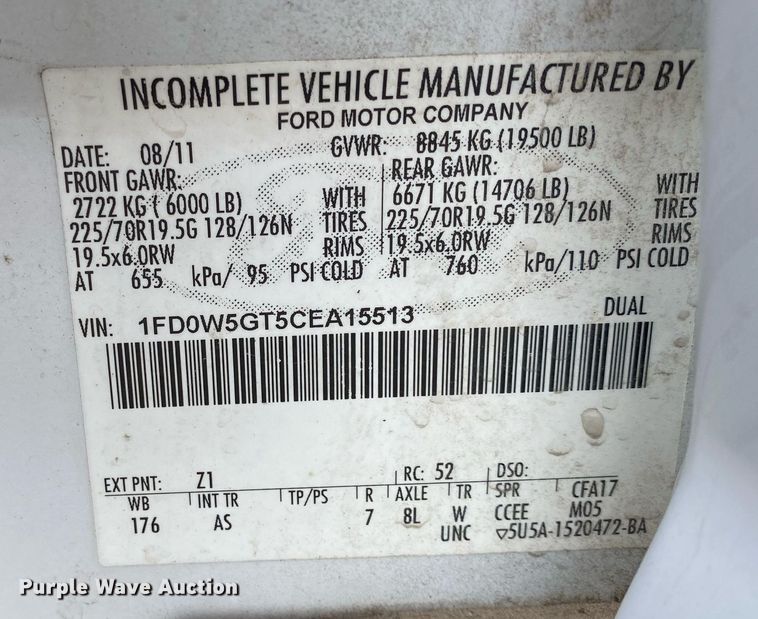 INCOMPLETE VEHICLE MANUFACTURED BY
FORD MOTOR COMPANY
DATE: 08/11 GVWR: 8845 KG (19500 LB)
FRONT GAWR: REAR GAWR:
2722 KG ( 6000 LB) WITH 6671 KG (14706 LB) WITH
225/70R19.5G 128/126N TIRES 225/70R19.5G 128/126N TIRES
19.5x6.0RW RIMS 19.5x6.0RW RIMS
AT 655 kPa/ 95 PSI COLD AT 760 kPa/110 PSI COLD
VIN: 1FD0W5GT5CEA15513 DUAL
EXT PNT: Z1 RC: 52 DSO:
WB INT TR TP/PS R AXLE TR SPR CFA17
176 AS 7 8L W CCEE M05
UNC ▽5U5A-1520472-BA
Purple Wave Auction